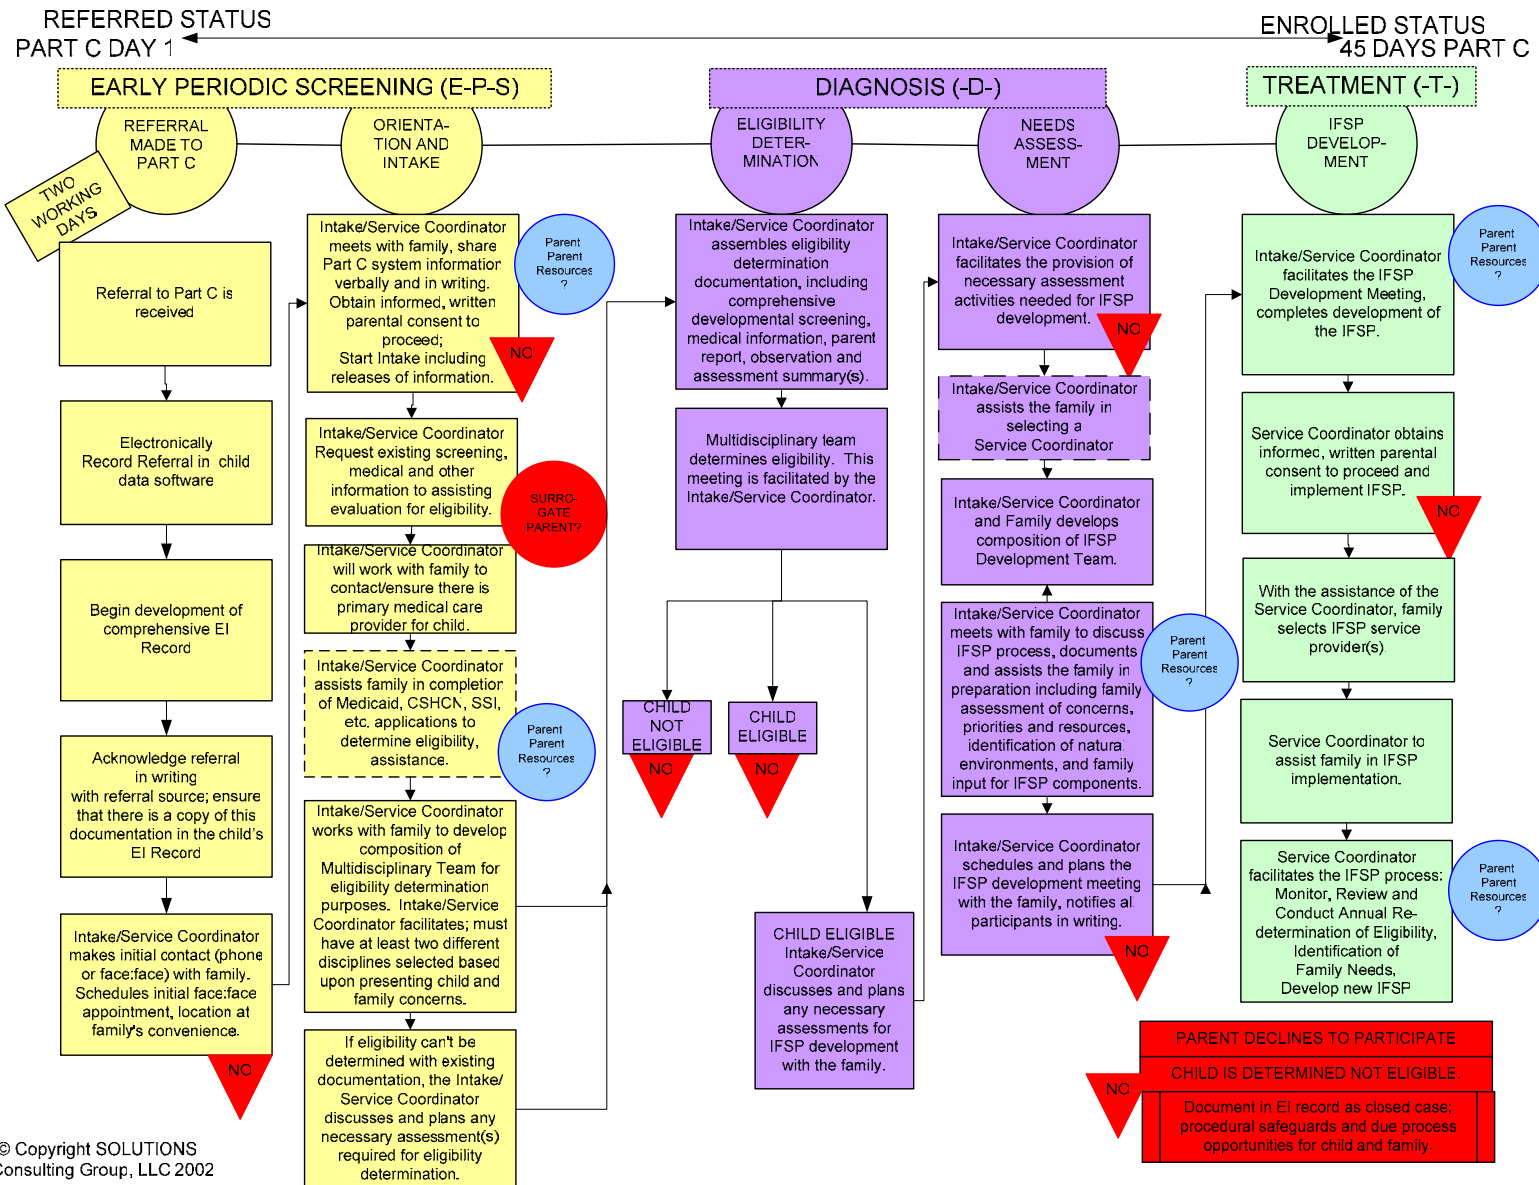 REFERRED STATUS
PART C DAY 1
ENROLLED STATUS
45 DAYS PART C
EARLY PERIODIC SCREENING (E-P-S)
DIAGNOSIS (-D-)
TREATMENT (-T-)
REFERRAL
MADE TO
PART C
TWO
WORKING
DAYS
ORIENTA-
TION AND
INTAKE
ELIGIBILITY
DETER-
MINATION
NEEDS
ASSESS-
MENT
IFSP
DEVELOP-
MENT
Referral to Part C is
received
Electronically
Record Referral in child
data software
Begin development of
comprehensive EI
Record
Acknowledge referral
in writing
with referral source; ensure
that there is a copy of this
documentation in the child's
EI Record
Intake/Service Coordinator
makes initial contact (phone
or face:face) with family.
Schedules initial face:face
appointment, location at
family's convenience.
NO
Intake/Service Coordinator
meets with family, share
Part C system information
verbally and in writing.
Obtain informed, written
parental consent to
proceed;
Start Intake including
releases of information.
NO
Parent
Parent
Resources
?
Intake/Service Coordinator
Request existing screening,
medical and other
information to assisting
evaluation for eligibility.
SURRO-
GATE
PARENT?
Intake/Service Coordinator
will work with family to
contact/ensure there is
primary medical care
provider for child.
Intake/Service Coordinator
assists family in completion
of Medicaid, CSHCN, SSI,
etc. applications to
determine eligibility,
assistance.
Parent
Parent
Resources
?
Intake/Service Coordinator
works with family to develop
composition of
Multidisciplinary Team for
eligibility determination
purposes. Intake/Service
Coordinator facilitates; must
have at least two different
disciplines selected based
upon presenting child and
family concerns.
If eligibility can't be
determined with existing
documentation, the Intake/
Service Coordinator
discusses and plans any
necessary assessment(s)
required for eligibility
determination.
Intake/Service Coordinator
assembles eligibility
determination
documentation, including
comprehensive
developmental screening,
medical information, parent
report, observation and
assessment summary(s).
Multidisciplinary team
determines eligibility. This
meeting is facilitated by the
Intake/Service Coordinator.
CHILD
NOT
ELIGIBLE
NO
CHILD
ELIGIBLE
NO
CHILD ELIGIBLE
Intake/Service
Coordinator
discusses and plans
any necessary
assessments for
IFSP development
with the family.
Intake/Service Coordinator
facilitates the provision of
necessary assessment
activities needed for IFSP
development.
NO
Intake/Service Coordinator
assists the family in
selecting a
Service Coordinator
Intake/Service Coordinator
and Family develops
composition of IFSP
Development Team.
Intake/Service Coordinator
meets with family to discuss
IFSP process, documents
and assists the family in
preparation including family
assessment of concerns,
priorities and resources,
identification of natural
environments, and family
input for IFSP components.
Parent
Parent
Resources
?
Intake/Service Coordinator
schedules and plans the
IFSP development meeting
with the family, notifies all
participants in writing.
NO
Intake/Service Coordinator
facilitates the IFSP
Development Meeting,
completes development of
the IFSP.
Parent
Parent
Resources
?
Service Coordinator obtains
informed, written parental
consent to proceed and
implement IFSP.
NO
With the assistance of the
Service Coordinator, family
selects IFSP service
provider(s)
Service Coordinator to
assist family in IFSP
implementation.
Service Coordinator
facilitates the IFSP process:
Monitor, Review and
Conduct Annual Re-
determination of Eligibility,
Identification of
Family Needs,
Develop new IFSP
Parent
Parent
Resources
?
NO
PARENT DECLINES TO PARTICIPATE
CHILD IS DETERMINED NOT ELIGIBLE.
Document in EI record as closed case;
procedural safeguards and due process
opportunities for child and family.
© Copyright SOLUTIONS
Consulting Group, LLC 2002